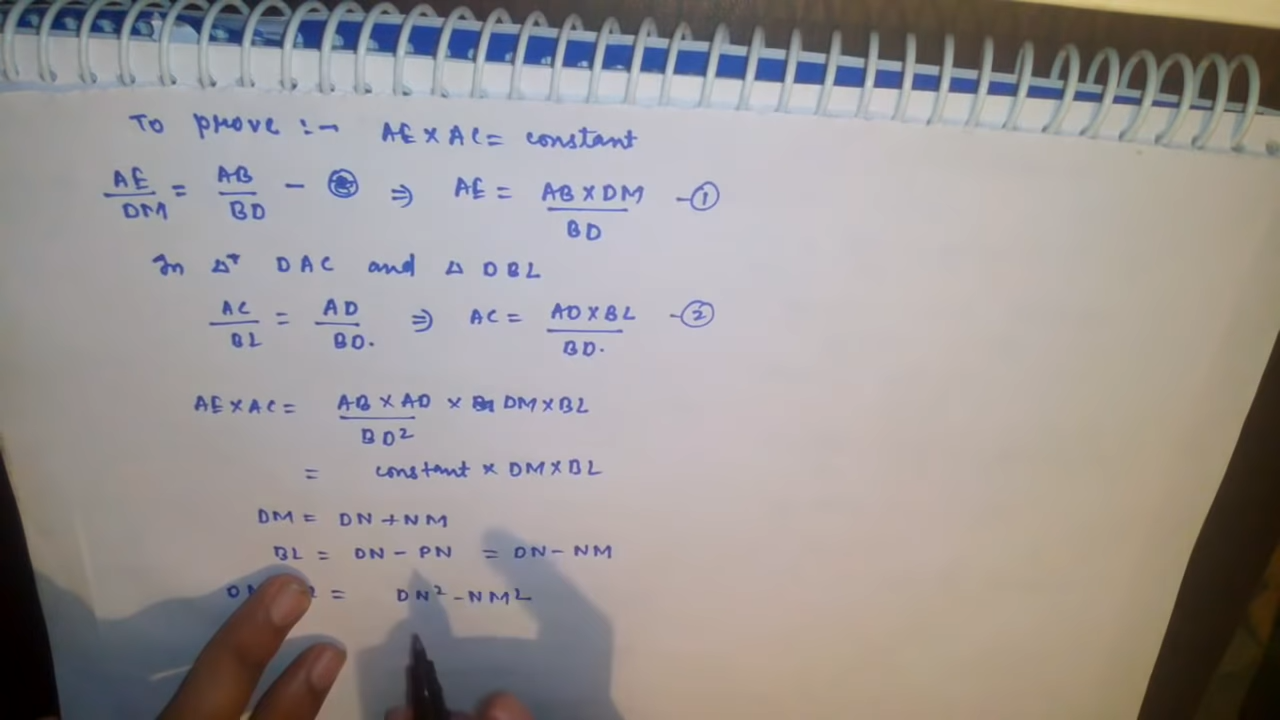 To prove :- AE × AC = constant
AE/DM = AB/BD - ⇒ AE = AB × DM/BD - ①
In Δʳ DAC and Δ DBL
AC/BL = AD/BD. ⇒ AC = AD × BL/BD. - ②
AE × AC = AB × AD/BD² × DM × BL
= constant × DM × BL
DM = DN + NM
BL = DN - PN = DN - NM
= DN² - NM²